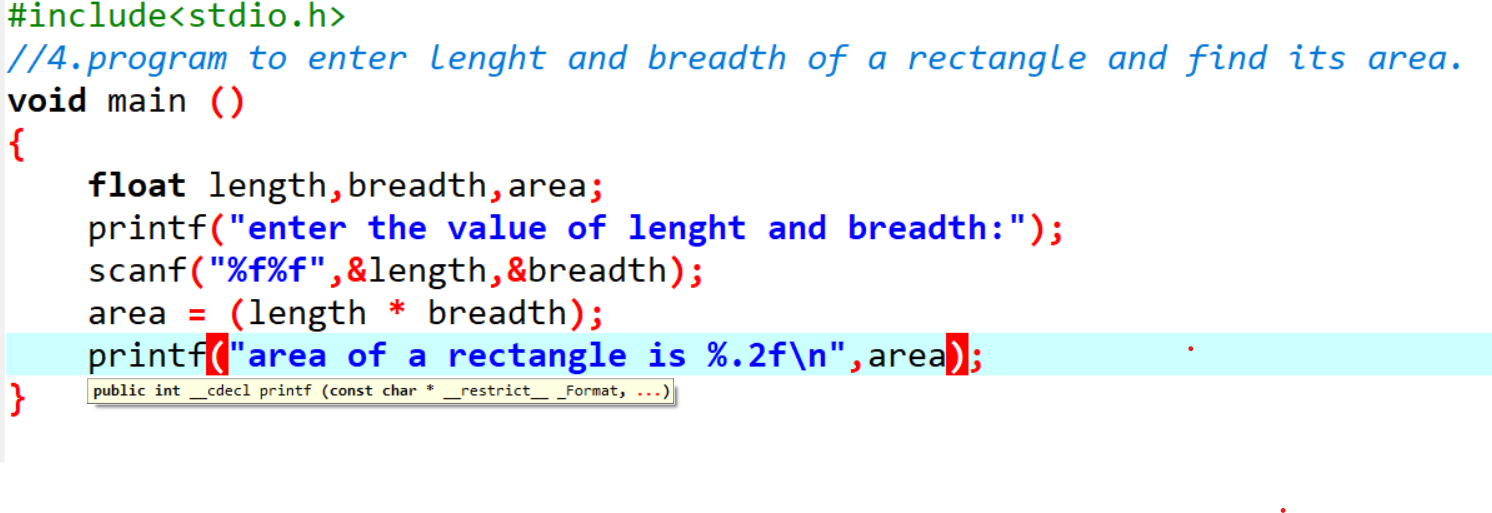 #include<stdio.h>
//4.program to enter lenght and breadth of a rectangle and find its area.
void main ()
{
    float length,breadth,area;
    printf("enter the value of lenght and breadth:");
    scanf("%f%f",&length,&breadth);
    area = (length * breadth);
    printf("area of a rectangle is %.2f\n",area);
public int __cdecl printf (const char * __restrict__ _Format, ...)
}